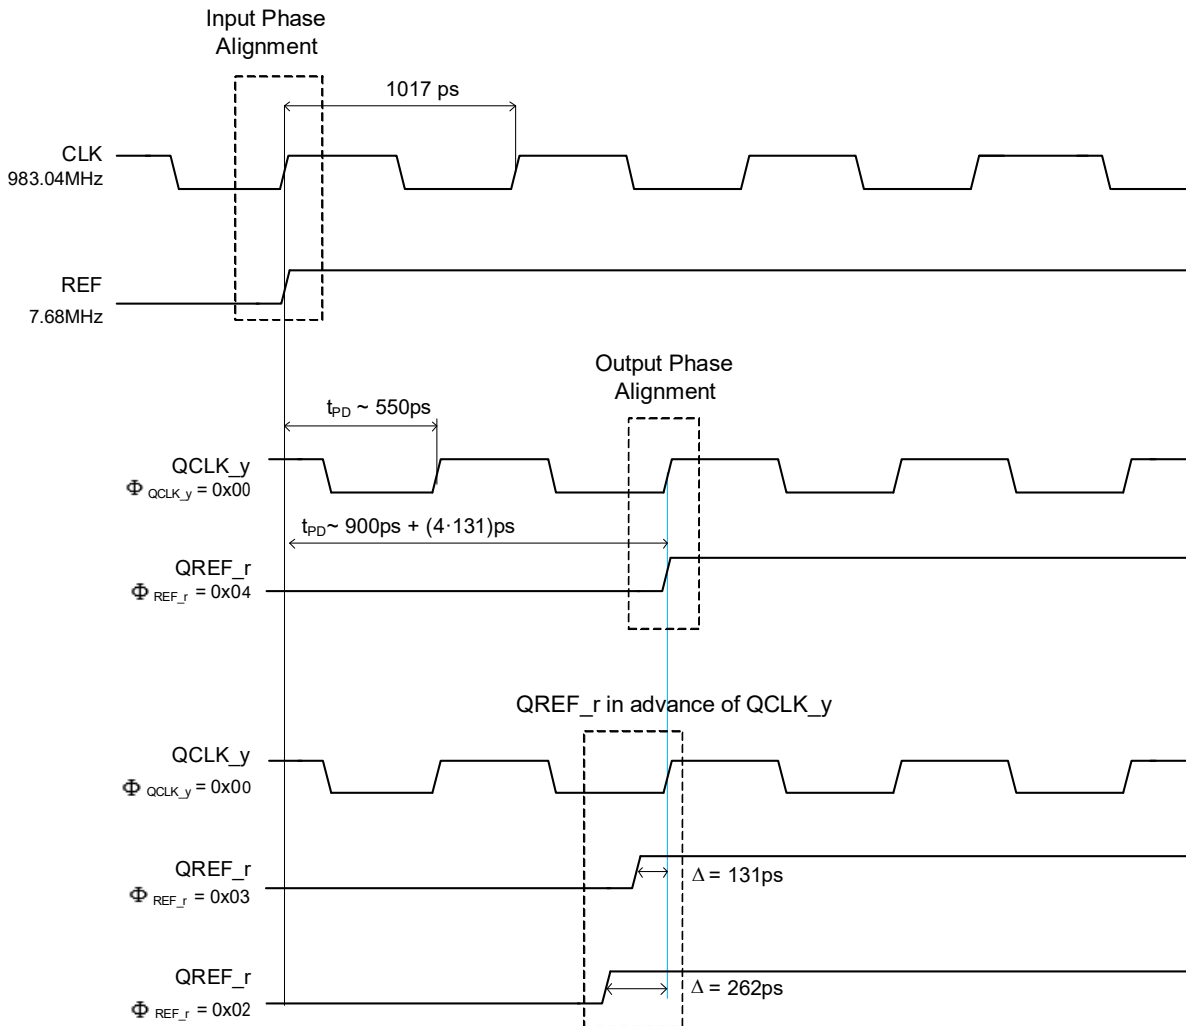 Input Phase
Alignment
1017 ps
CLK
983.04MHz
REF
7.68MHz
Output Phase
Alignment
tPD ~ 550ps
QCLK_y
Φ QCLK_y = 0x00
tPD~ 900ps + (4·131)ps
QREF_r
Φ REF_r = 0x04
QREF_r in advance of QCLK_y
QCLK_y
Φ QCLK_y = 0x00
QREF_r
Φ REF_r = 0x03
Δ = 131ps
QREF_r
Φ REF_r = 0x02
Δ = 262ps